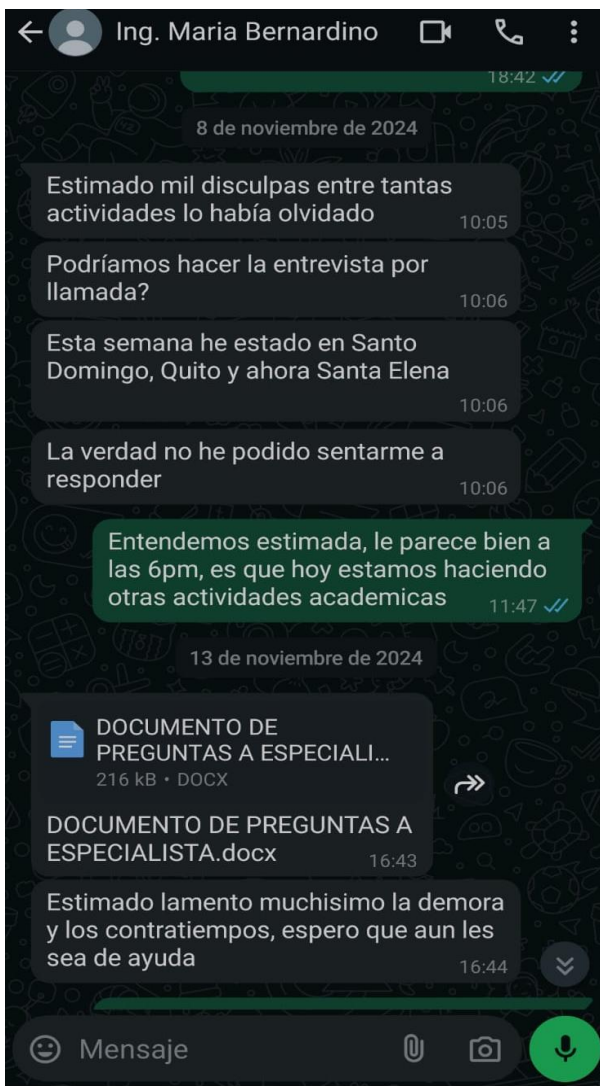 Ing. Maria Bernardino
18:42
8 de noviembre de 2024
Estimado mil disculpas entre tantas
actividades lo había olvidado
10:05
Podríamos hacer la entrevista por
llamada?
10:06
Esta semana he estado en Santo
Domingo, Quito y ahora Santa Elena
10:06
La verdad no he podido sentarme a
responder
10:06
Entendemos estimada, le parece bien a
las 6pm, es que hoy estamos haciendo
otras actividades academicas
11:47
13 de noviembre de 2024
DOCUMENTO DE
PREGUNTAS A ESPECIALI...
216 kB • DOCX
DOCUMENTO DE PREGUNTAS A
ESPECIALISTA.docx
16:43
Estimado lamento muchisimo la demora
y los contratiempos, espero que aun les
sea de ayuda
16:44
Mensaje